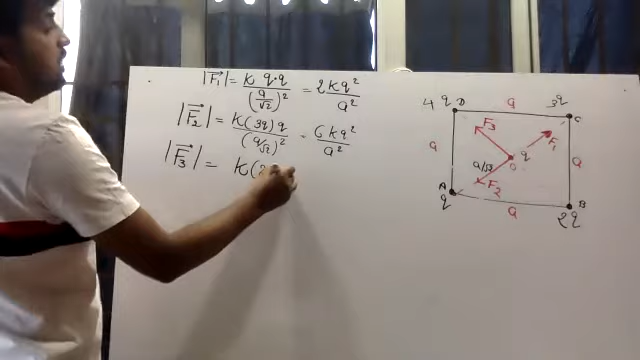 |F₁| = K q·q / (a/√2)² = 2Kq² / a²
|F₂| = K(3q)q / (a/√2)² = 6Kq² / a²
|F₃| = K(2
4q D a 3q C
F₃ F₁
a q a
a/√2 O
F₂
A B
q a 2q